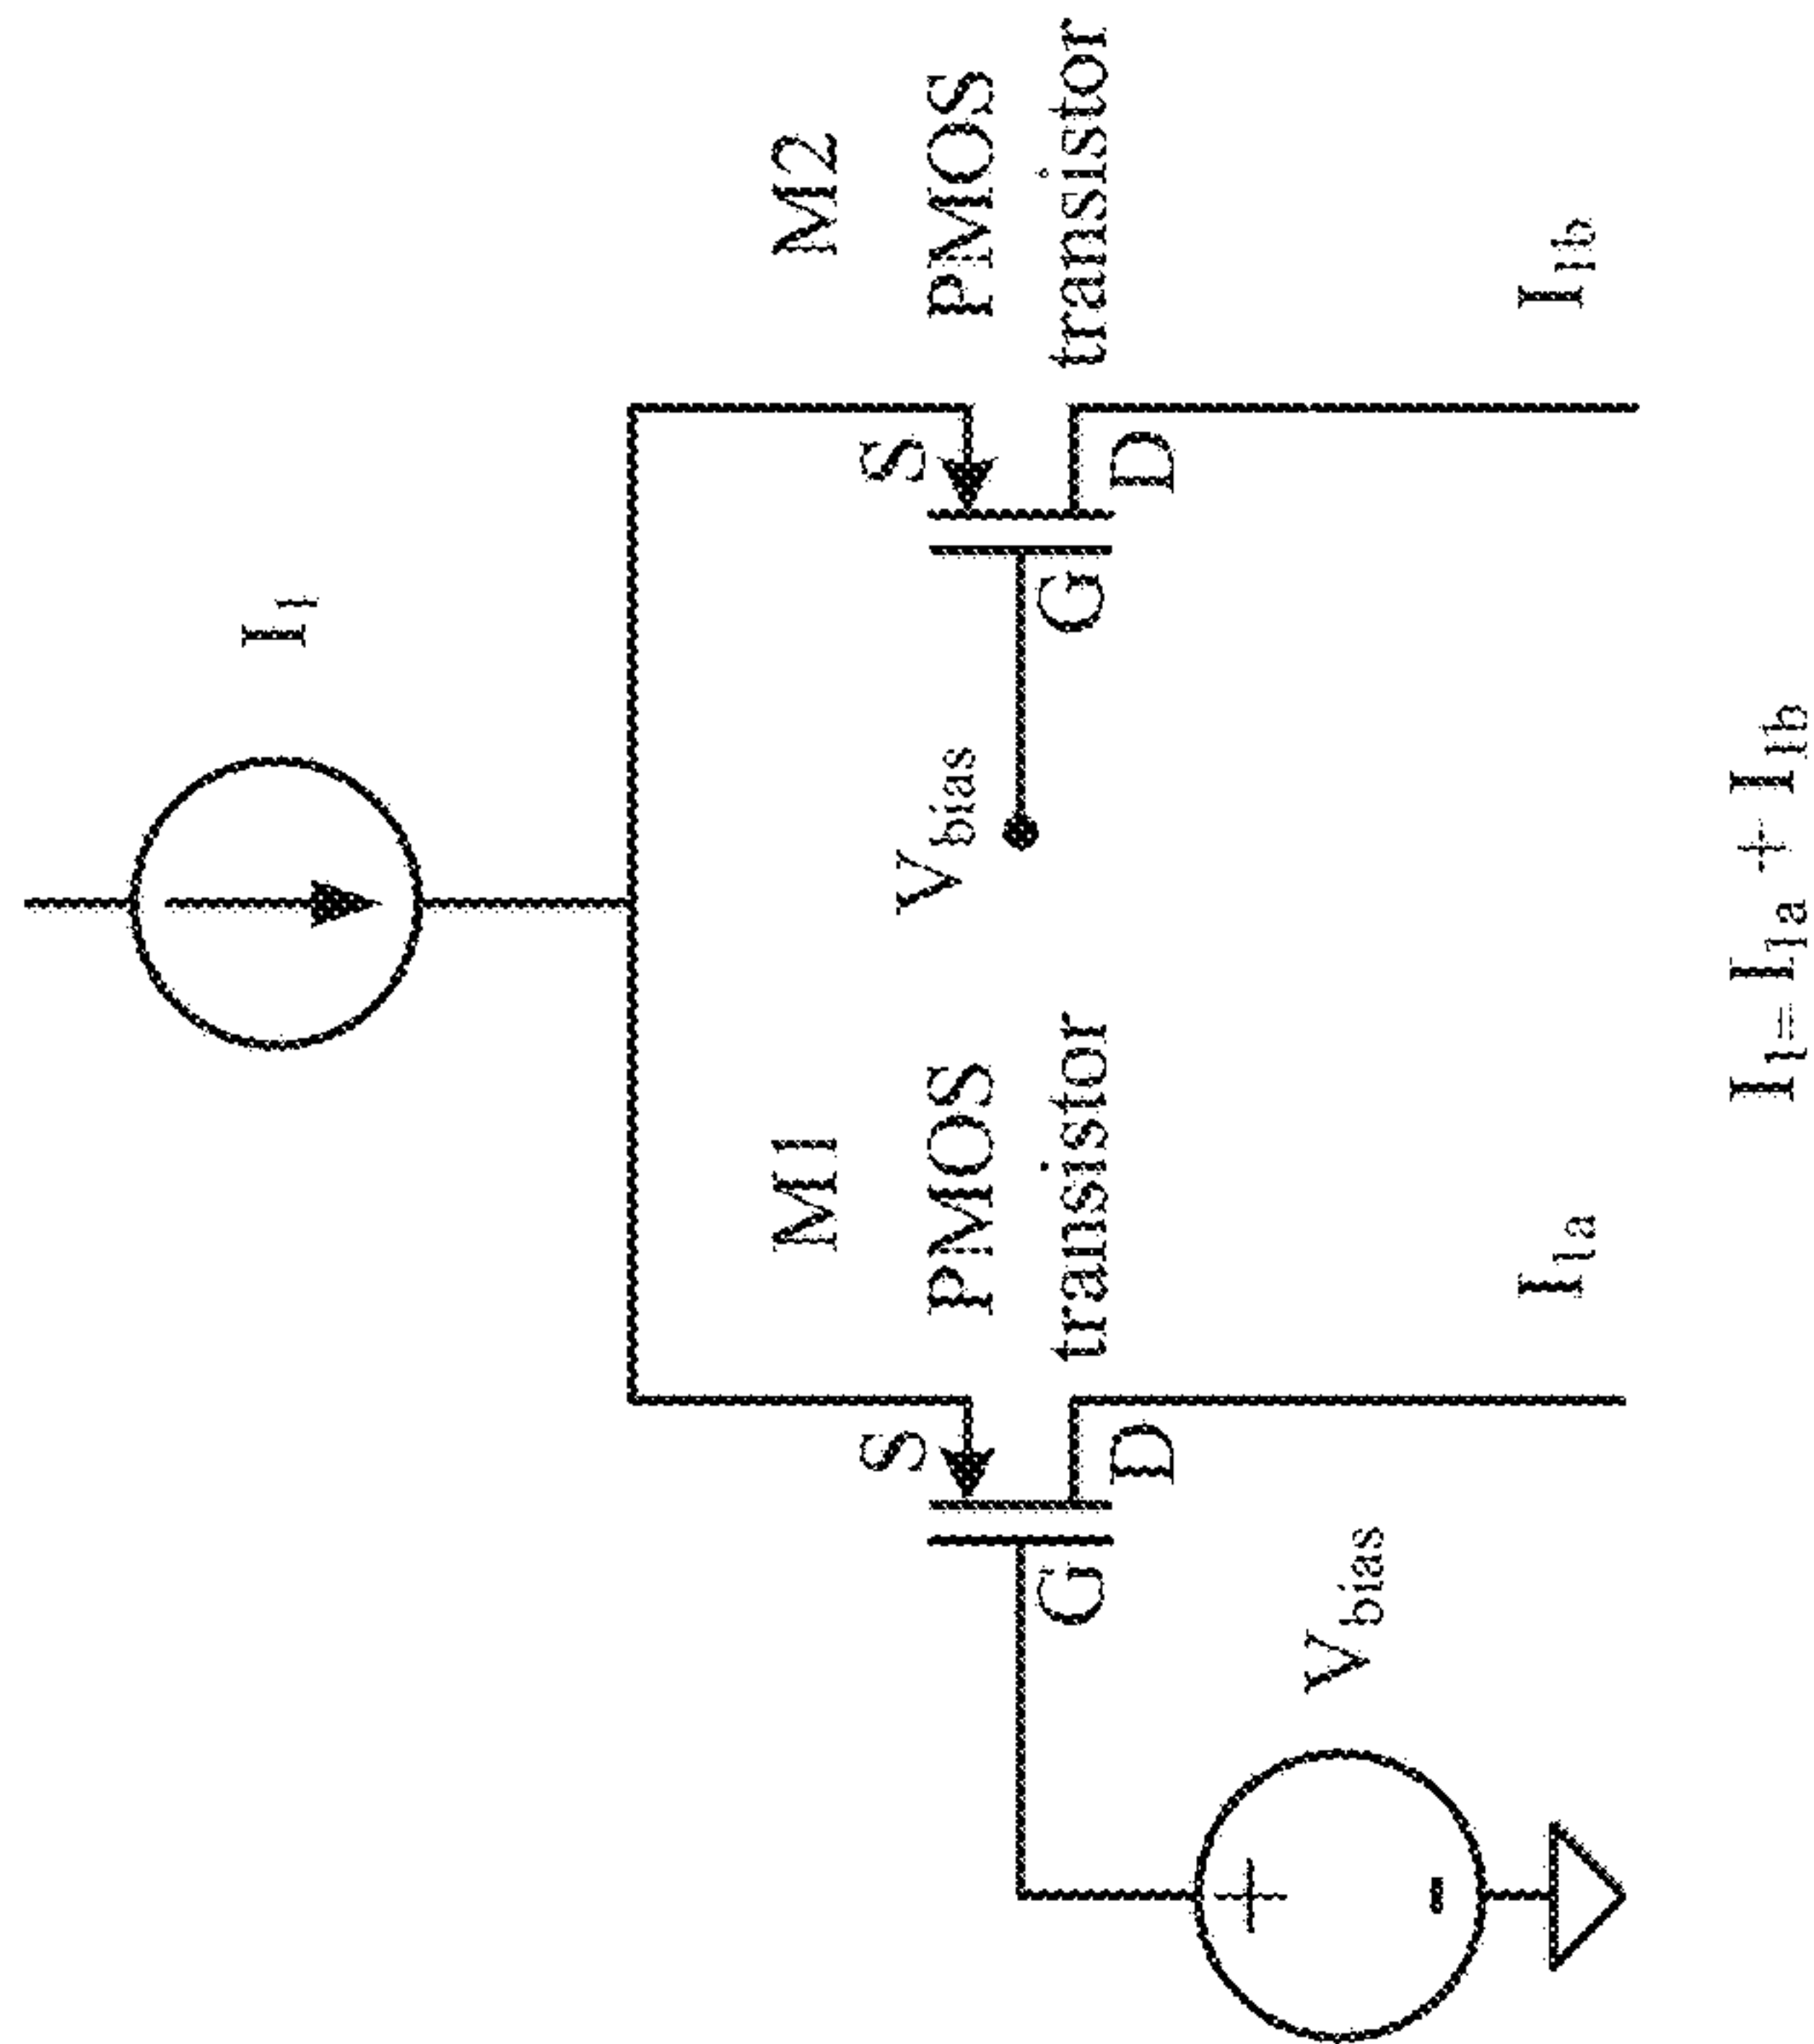 I1
M1
PMOS
transistor
M2
PMOS
transistor
S
G
D
Vbias
S
G
D
Vbias
+
-
I1a
I1b
I1=I1a + I1b